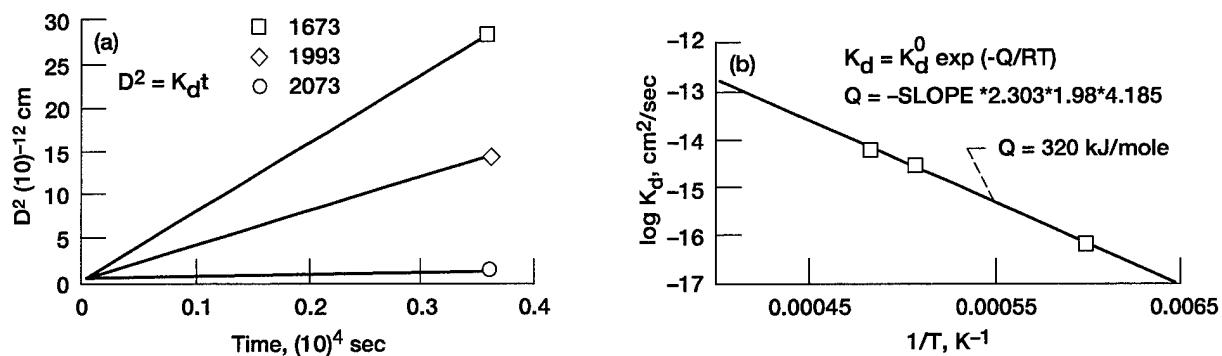 (a)
□ 1673
◇ 1993
○ 2073
D² = K_d t
30
25
20
15
10
5
0
D² (10)⁻¹² cm
0
0.1
0.2
0.3
0.4
Time, (10)⁴ sec
(b)
K_d = K_d⁰ exp (-Q/RT)
Q = –SLOPE *2.303*1.98*4.185
Q = 320 kJ/mole
–12
–13
–14
–15
–16
–17
log K_d, cm²/sec
0.00045
0.00055
0.0065
1/T, K⁻¹